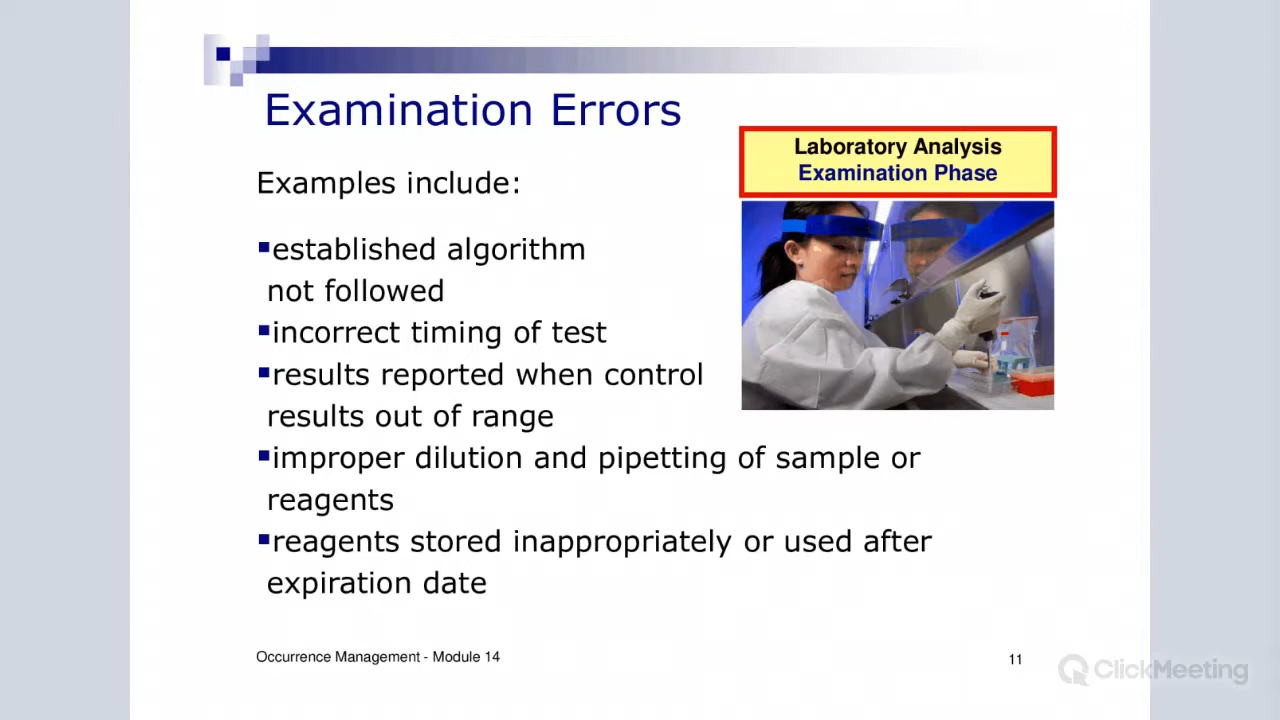 Examination Errors
Laboratory Analysis
Examination Phase
Examples include:
▪established algorithm
not followed
▪incorrect timing of test
▪results reported when control
results out of range
▪improper dilution and pipetting of sample or
reagents
▪reagents stored inappropriately or used after
expiration date
Occurrence Management - Module 14
11
ClickMeeting